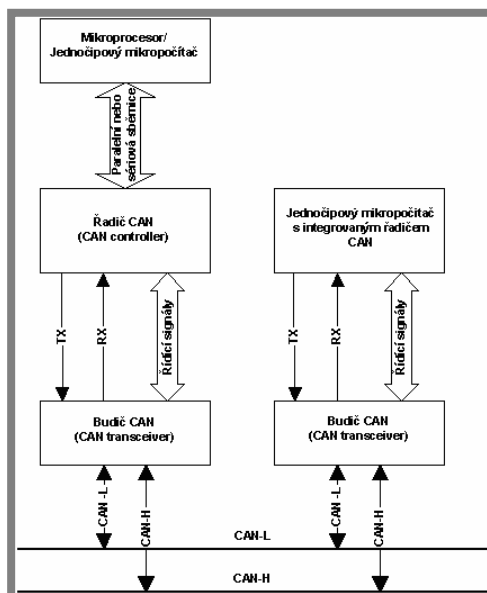 Mikroprocesor/
Jednočipový mikropočítač
Paralelní nebo
sériová sběrnice
Řadič CAN
(CAN controller)
Jednočipový mikropočitač
s integrovaným řadičem
CAN
TX
RX
Řídící signály
TX
RX
Řídící signály
Budič CAN
(CAN transceiver)
Budič CAN
(CAN transceiver)
CAN -L
CAN-H
CAN-L
CAN-H
CAN-L
CAN-H